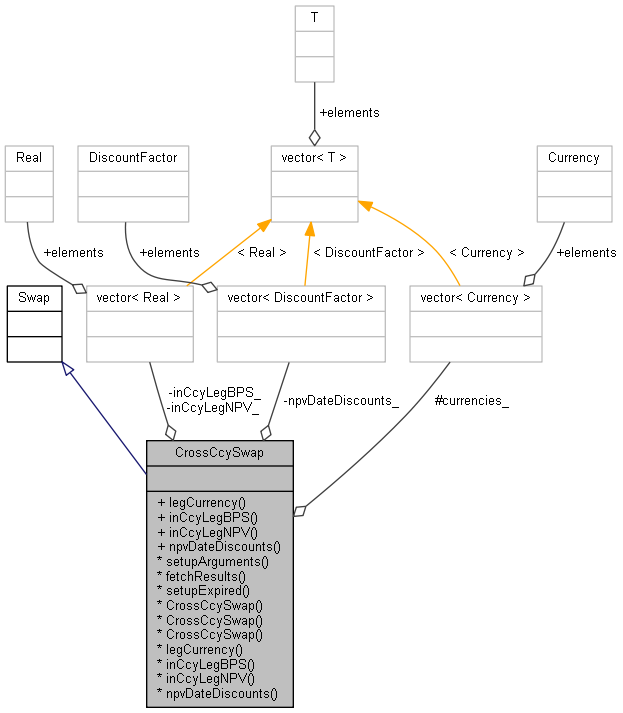 T
+elements
Real
DiscountFactor
vector< T >
Currency
+elements
+elements
< Real >
< DiscountFactor >
< Currency >
+elements
Swap
vector< Real >
vector< DiscountFactor >
vector< Currency >
-inCcyLegBPS_
-inCcyLegNPV_
-npvDateDiscounts_
#currencies_
CrossCcySwap
+ legCurrency()
+ inCcyLegBPS()
+ inCcyLegNPV()
+ npvDateDiscounts()
* setupArguments()
* fetchResults()
* setupExpired()
* CrossCcySwap()
* CrossCcySwap()
* CrossCcySwap()
* legCurrency()
* inCcyLegBPS()
* inCcyLegNPV()
* npvDateDiscounts()